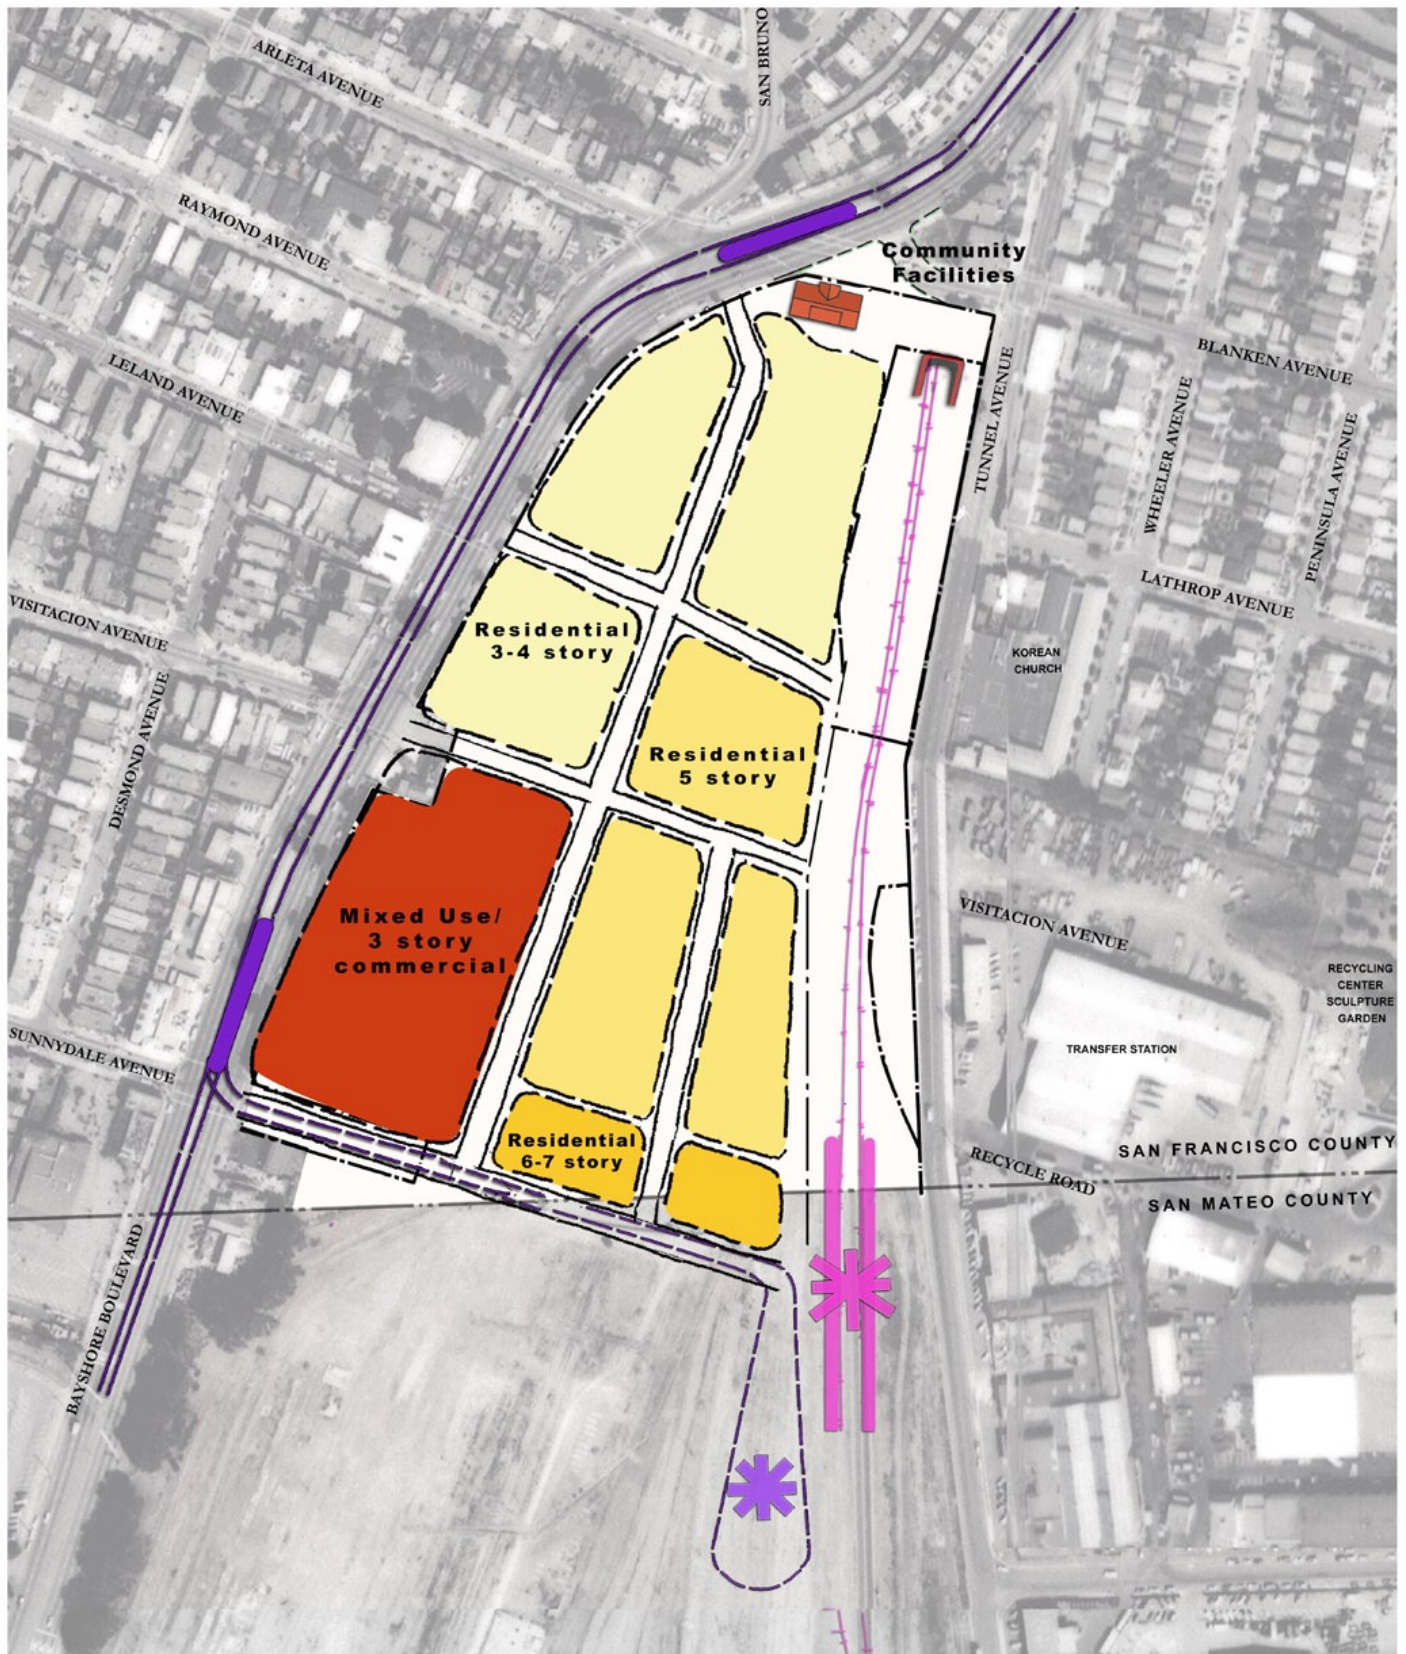 SAN BRUNO
ARLETA AVENUE
RAYMOND AVENUE
Community
Facilities
LELAND AVENUE
BLANKEN AVENUE
TUNNEL AVENUE
WHEELER AVENUE
PENINSULA AVENUE
LATHROP AVENUE
VISITACION AVENUE
Residential
3-4 story
KOREAN
CHURCH
DESMOND AVENUE
Residential
5 story
Mixed Use/
3 story
commercial
VISITACION AVENUE
RECYCLING
CENTER
SCULPTURE
GARDEN
SUNNYDALE AVENUE
TRANSFER STATION
Residential
6-7 story
SAN FRANCISCO COUNTY
RECYCLE ROAD
SAN MATEO COUNTY
BAYSHORE BOULEVARD